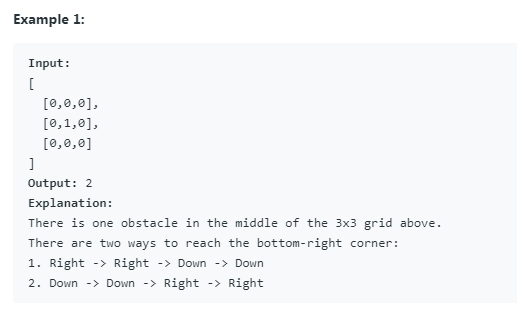 Example 1:
Input:
[
  [0,0,0],
  [0,1,0],
  [0,0,0]
]
Output: 2
Explanation:
There is one obstacle in the middle of the 3x3 grid above.
There are two ways to reach the bottom-right corner:
1. Right -> Right -> Down -> Down
2. Down -> Down -> Right -> Right